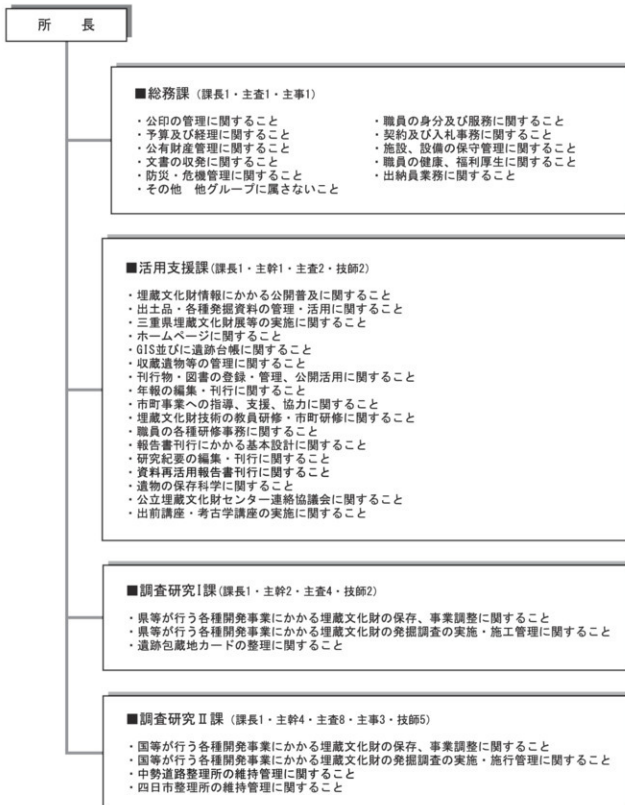 所　長
■総務課（課長1・主査1・主事1）
・公印の管理に関すること
・予算及び経理に関すること
・公有財産管理に関すること
・文書の収発に関すること
・防災・危機管理に関すること
・その他　他グループに属さないこと
・職員の身分及び服務に関すること
・契約及び入札事務に関すること
・施設、設備の保守管理に関すること
・職員の健康、福利厚生に関すること
・出納員業務に関すること
■活用支援課(課長1・主幹1・主査2・技師2)
・埋蔵文化財情報にかかる公開普及に関すること
・出土品・各種発掘資料の管理・活用に関すること
・三重県埋蔵文化財展等の実施に関すること
・ホームページに関すること
・GIS並びに遺跡台帳に関すること
・収蔵遺物等の管理に関すること
・刊行物・図書の登録・管理、公開活用に関すること
・年報の編集・刊行に関すること
・市町事業への指導、支援、協力に関すること
・埋蔵文化財技術の教員研修・市町研修に関すること
・職員の各種研修事務に関すること
・報告書刊行にかかる基本設計に関すること
・研究紀要の編集・刊行に関すること
・資料再活用報告書刊行に関すること
・遺物の保存科学に関すること
・公立埋蔵文化財センター連絡協議会に関すること
・出前講座・考古学講座の実施に関すること
■調査研究Ⅰ課(課長1・主幹2・主査4・技師2)
・県等が行う各種開発事業にかかる埋蔵文化財の保存、事業調整に関すること
・県等が行う各種開発事業にかかる埋蔵文化財の発掘調査の実施・施工管理に関すること
・遺跡包蔵地カードの整理に関すること
■調査研究Ⅱ課（課長1・主幹4・主査8・主事3・技師5）
・国等が行う各種開発事業にかかる埋蔵文化財の保存、事業調整に関すること
・国等が行う各種開発事業にかかる埋蔵文化財の発掘調査の実施・施行管理に関すること
・中勢道路整理所の維持管理に関すること
・四日市整理所の維持管理に関すること